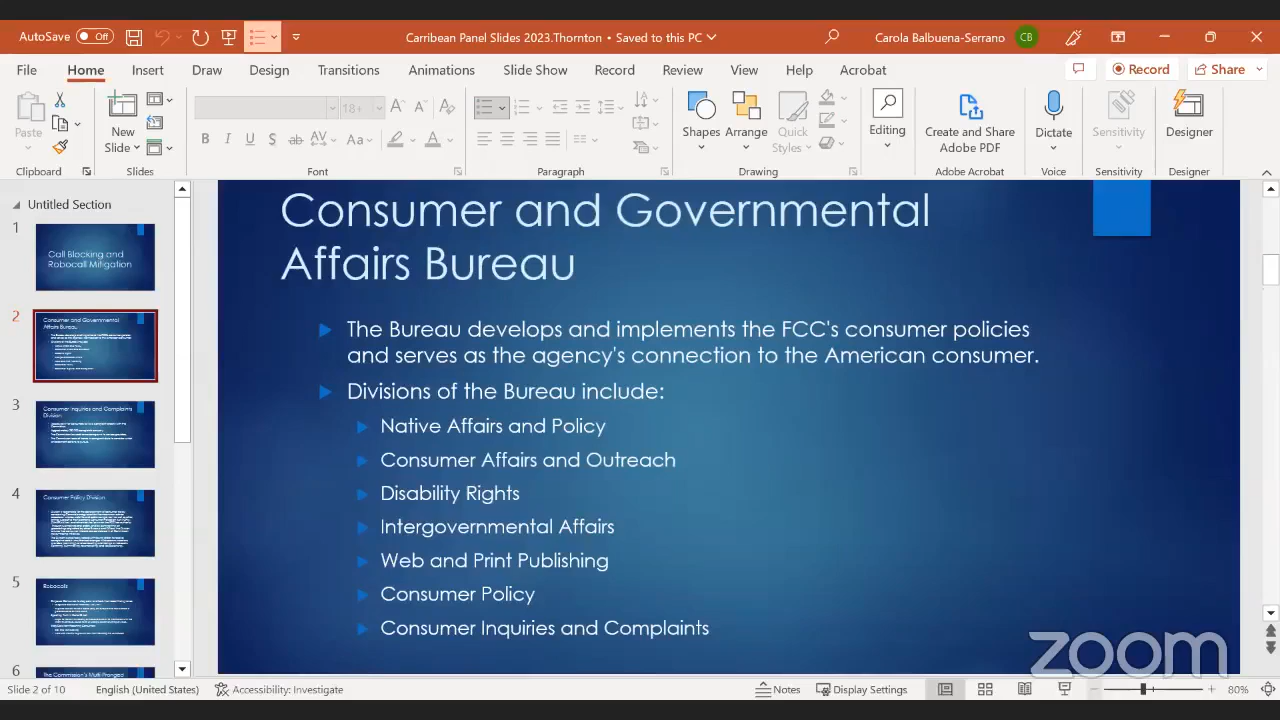 AutoSave Off Carribean Panel Slides 2023.Thornton • Saved to this PC Carola Balbuena-Serrano CB
File Home Insert Draw Design Transitions Animations Slide Show Record Review View Help Acrobat Record Share
Paste New Slide 18+ Shapes Arrange Quick Styles Editing Create and Share Adobe PDF Dictate Sensitivity Designer
Clipboard Slides Font Paragraph Drawing Adobe Acrobat Voice Sensitivity Designer
Untitled Section
1
Call Blocking and
Robocall Mitigation
2
Consumer and Governmental
Affairs Bureau
3
Consumer Inquiries and Complaints
Division
4
Consumer Policy Division
5
Robocalls
6
The Commission's Multi-Pronged
Consumer and Governmental
Affairs Bureau
The Bureau develops and implements the FCC's consumer policies
and serves as the agency's connection to the American consumer.
Divisions of the Bureau include:
Native Affairs and Policy
Consumer Affairs and Outreach
Disability Rights
Intergovernmental Affairs
Web and Print Publishing
Consumer Policy
Consumer Inquiries and Complaints
zoom
Slide 2 of 10 English (United States) Accessibility: Investigate Notes Display Settings 80%